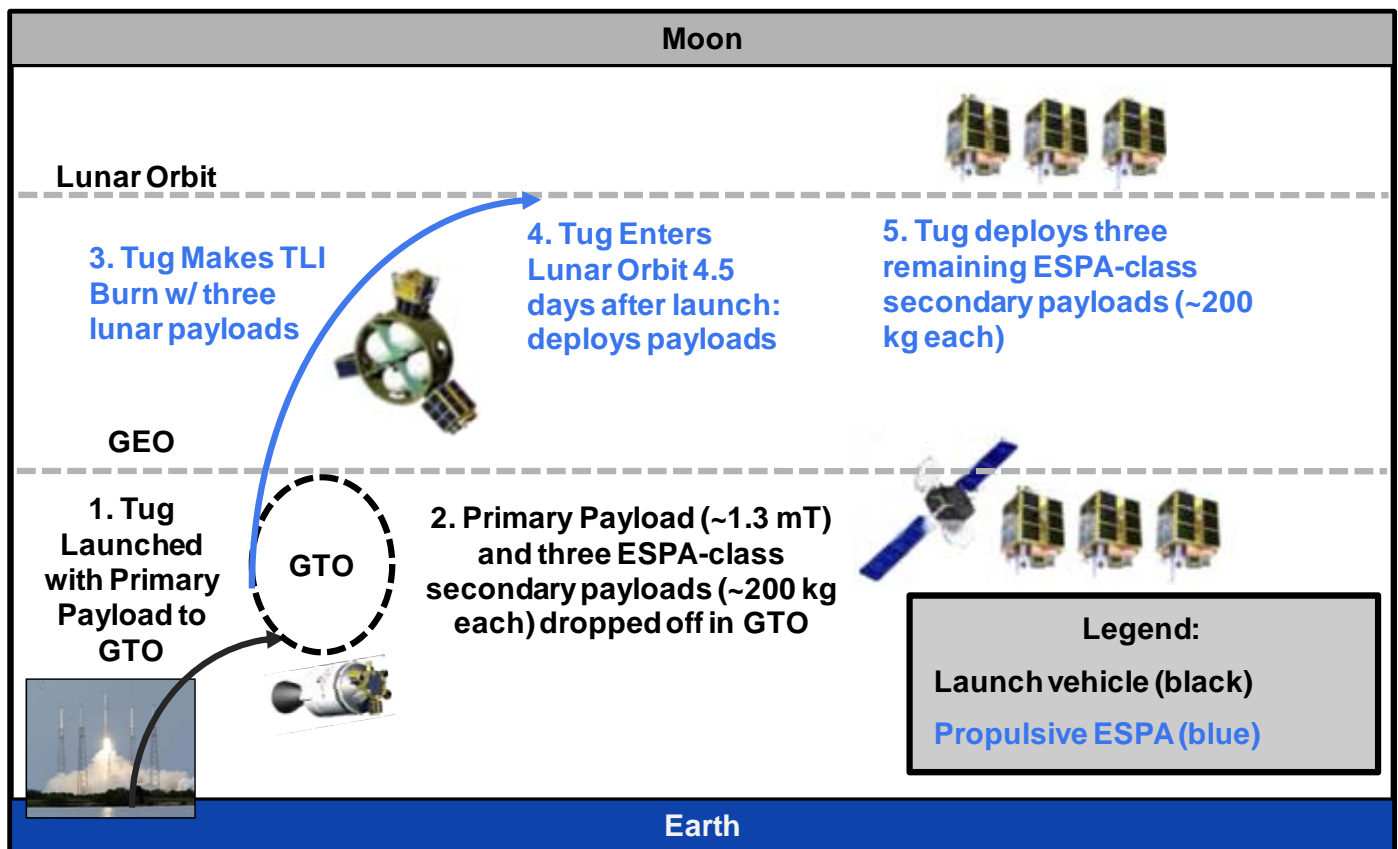 Moon
Lunar Orbit
3. Tug Makes TLI
Burn w/ three
lunar payloads
4. Tug Enters
Lunar Orbit 4.5
days after launch:
deploys payloads
5. Tug deploys three
remaining ESPA-class
secondary payloads (~200
kg each)
GEO
1. Tug
Launched
with Primary
Payload to
GTO
GTO
2. Primary Payload (~1.3 mT)
and three ESPA-class
secondary payloads (~200 kg
each) dropped off in GTO
Legend:
Launch vehicle (black)
Propulsive ESPA (blue)
Earth